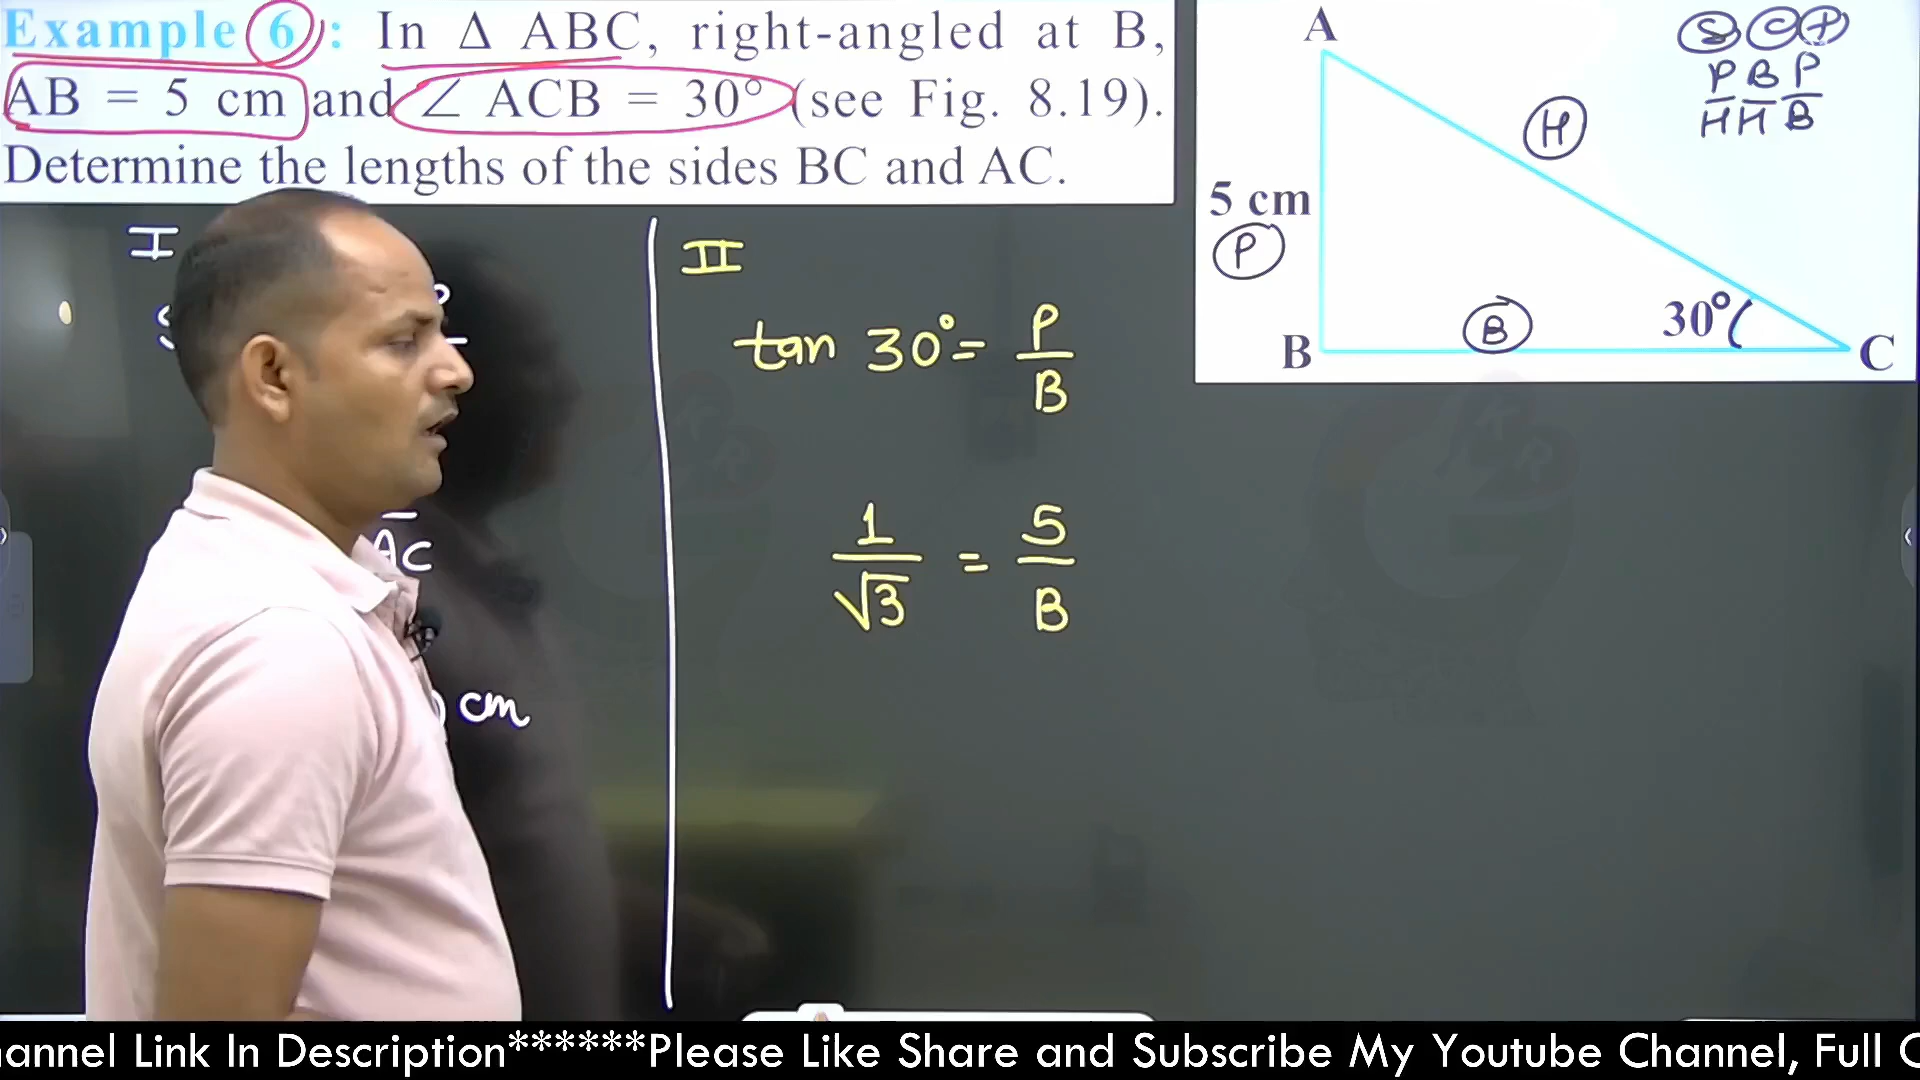 Example 6 : In Δ ABC, right-angled at B,
AB = 5 cm and ∠ ACB = 30° (see Fig. 8.19).
Determine the lengths of the sides BC and AC.
A
S C T
P B P
H H B
H
5 cm
P
B
B
30°
C
I
AC
cm
II
tan 30° = P/B
1/√3 = 5/B
annel Link In Description******Please Like Share and Subscribe My Youtube Channel, Full